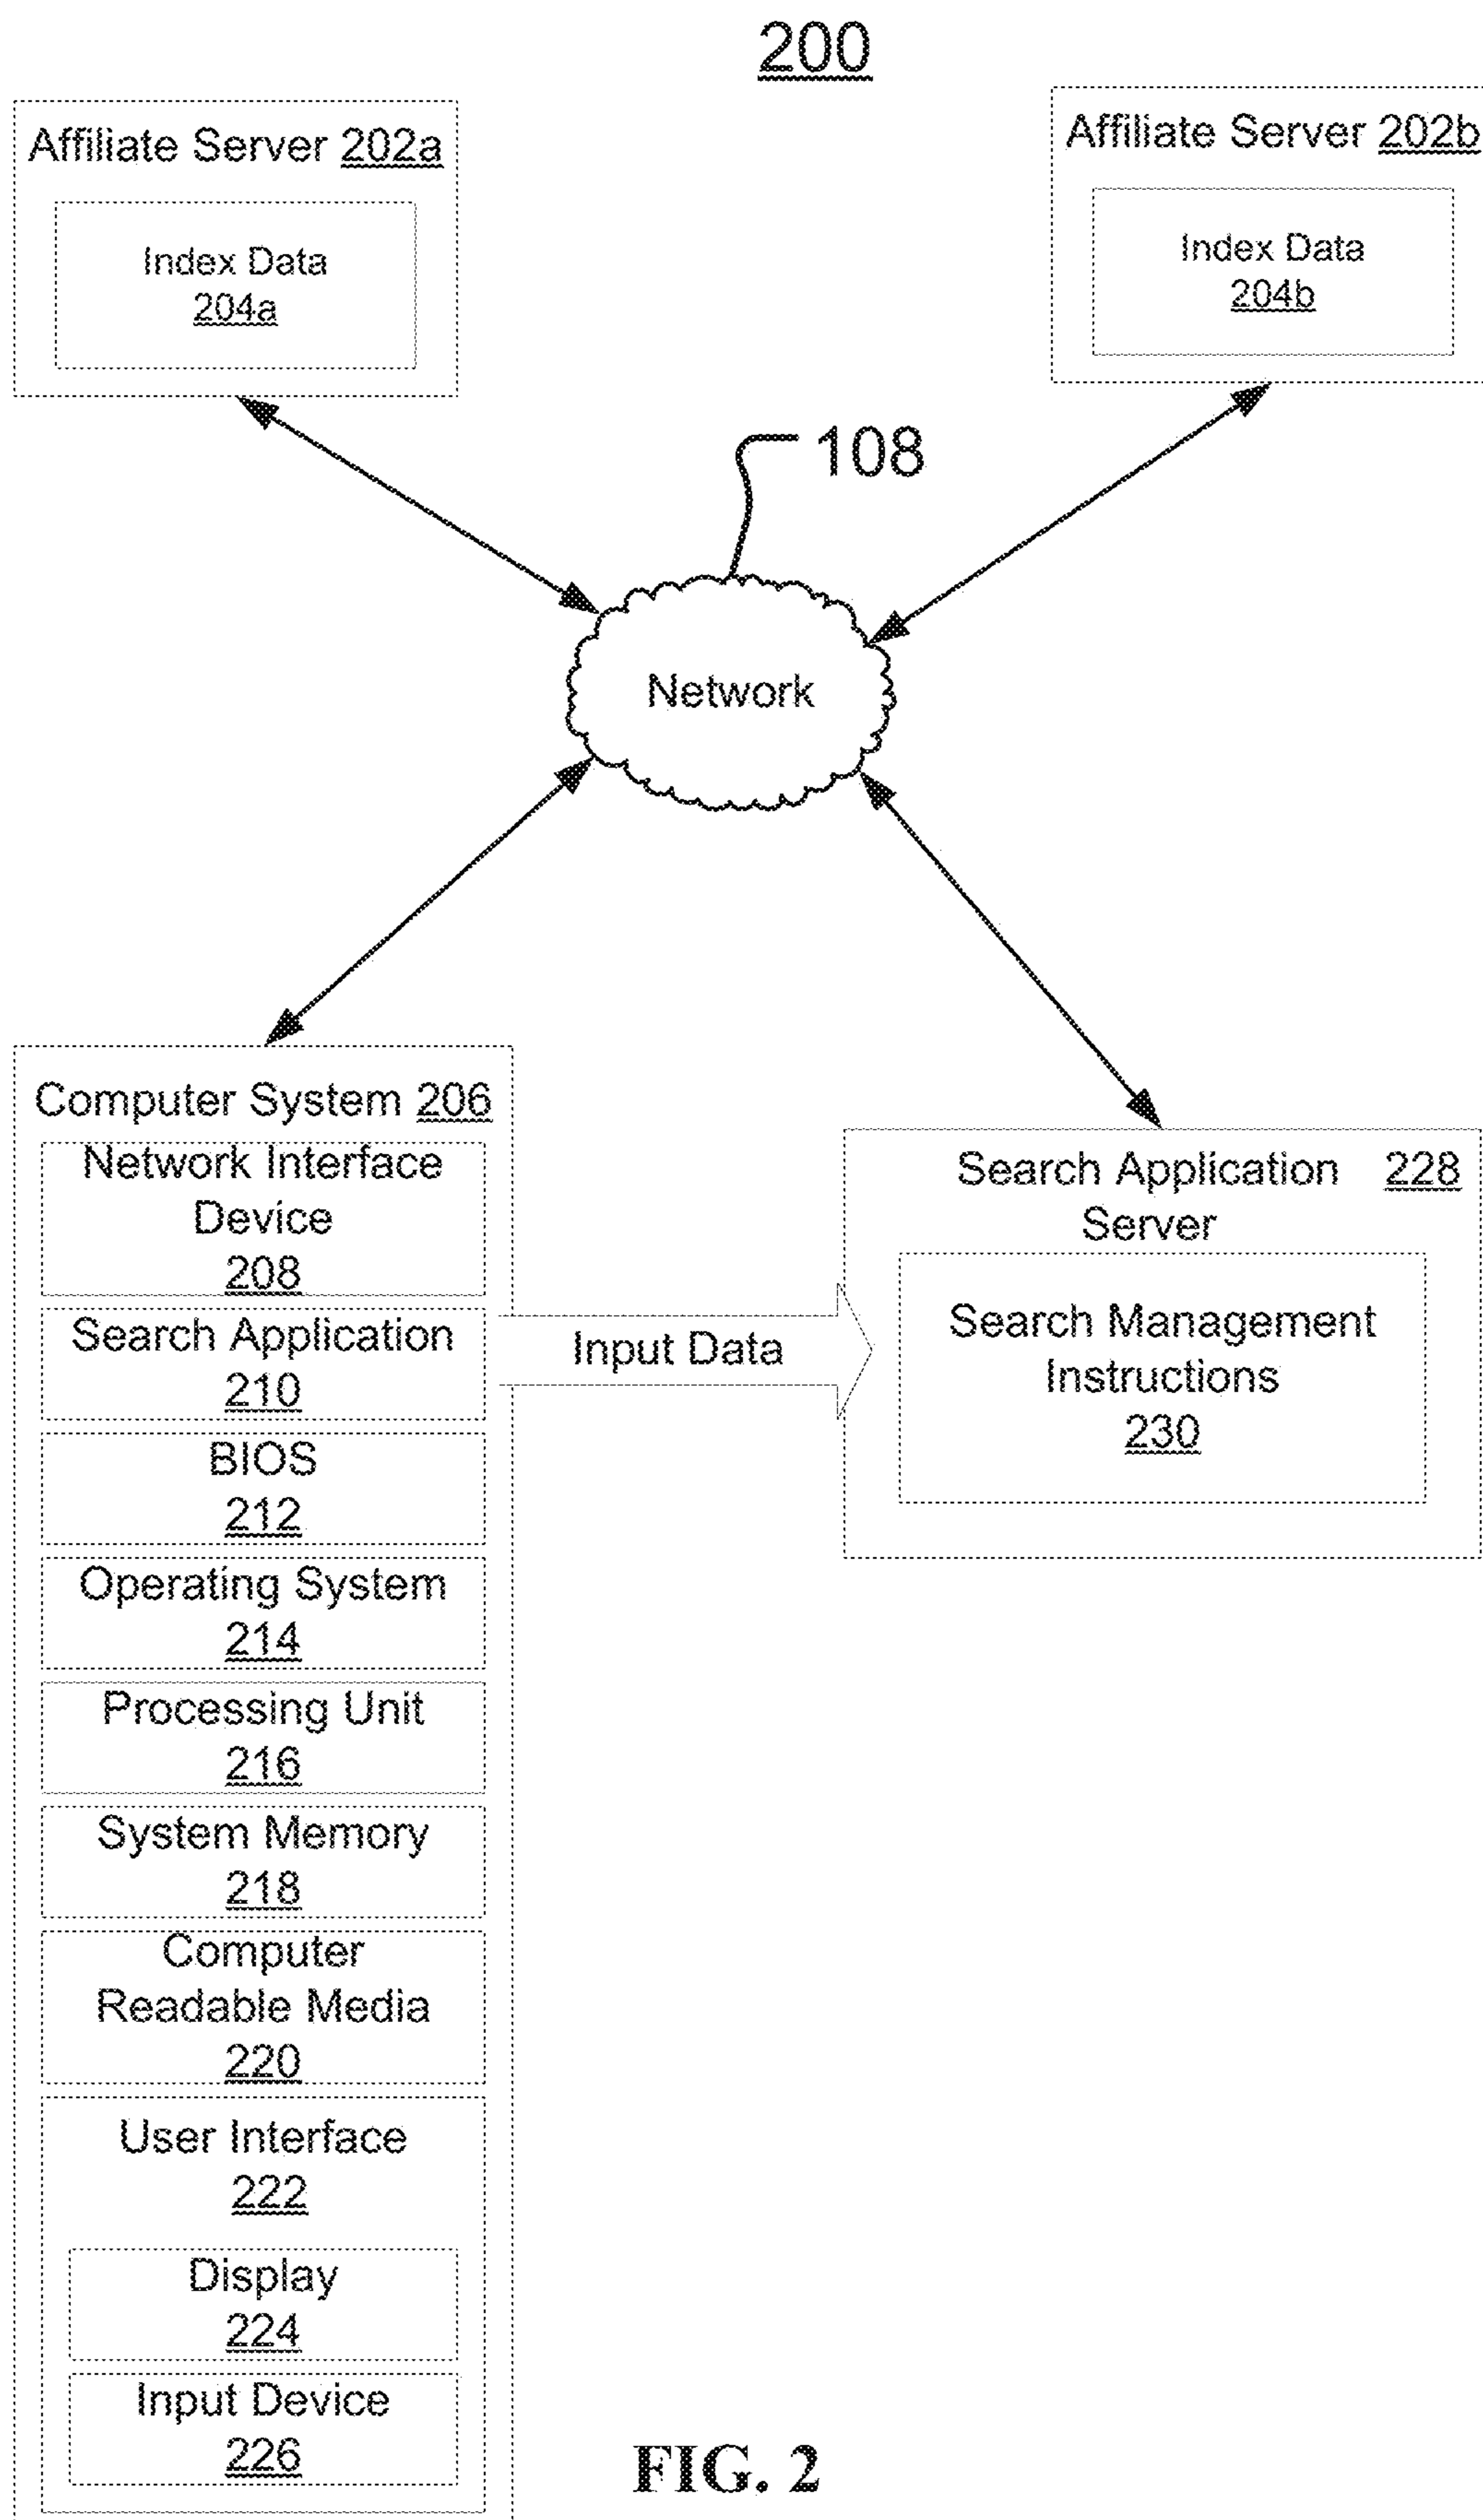 200
Affiliate Server 202a
Index Data
204a
Affiliate Server 202b
Index Data
204b
108
Network
Computer System 206
Network Interface
Device
208
Search Application
210
BIOS
212
Operating System
214
Processing Unit
216
System Memory
218
Computer
Readable Media
220
User Interface
222
Display
224
Input Device
226
Input Data
Search Application 228
Server
Search Management
Instructions
230
FIG. 2